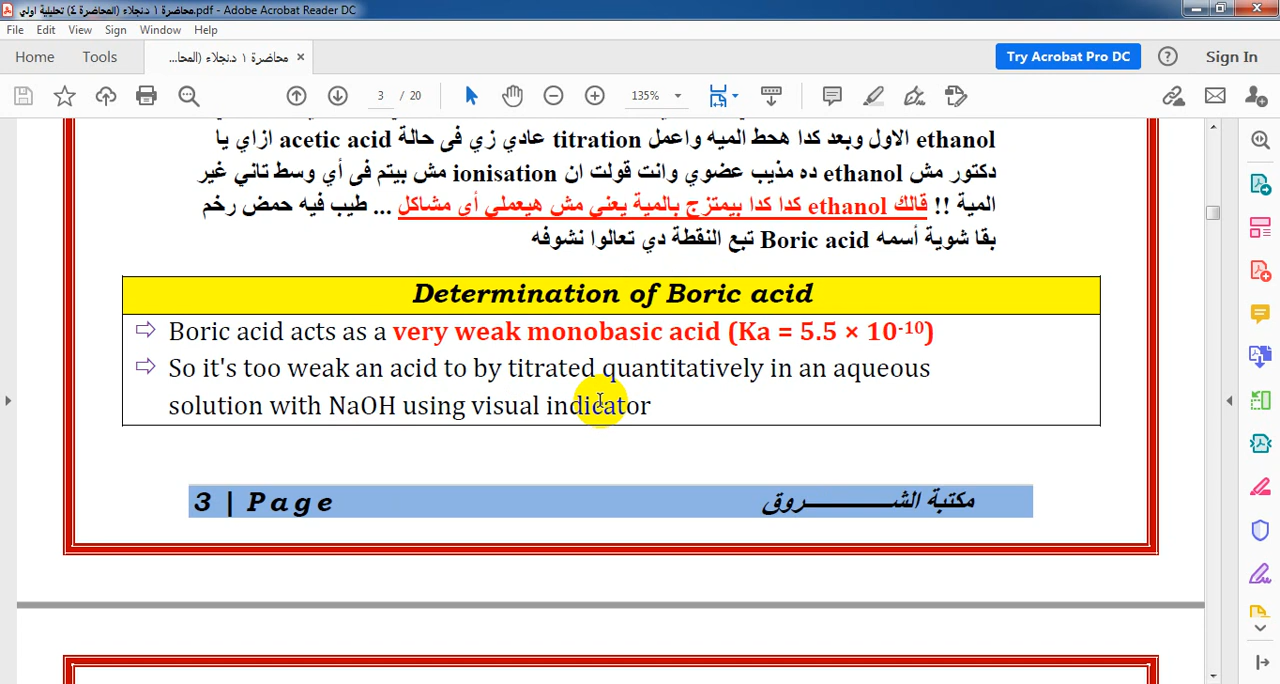 محاضرة ١ د.نجلاء (المحاضرة ٤) تحليلية اولي.pdf - Adobe Acrobat Reader DC
File Edit View Sign Window Help
Home Tools محاضرة ١ د.نجلاء (المحا... × Try Acrobat Pro DC ? Sign In
3 / 20 135%
ethanol الاول وبعد كدا هحط الميه واعمل titration عادي زي فى حالة acetic acid ازاي يا
دكتور مش ethanol ده مذيب عضوي وانت قولت ان ionisation مش بيتم فى أي وسط تاني غير
المية !! قالك ethanol كدا كدا بيمتزج بالمية يعني مش هيعملي أي مشاكل ... طيب فيه حمض رخم
بقا شوية أسمه Boric acid تبع النقطة دي تعالوا نشوفه
Determination of Boric acid
⇨ Boric acid acts as a very weak monobasic acid (Ka = 5.5 × 10-10)
⇨ So it's too weak an acid to by titrated quantitatively in an aqueous
solution with NaOH using visual indicator
3 | Page مكتبة الشـــــــــروق